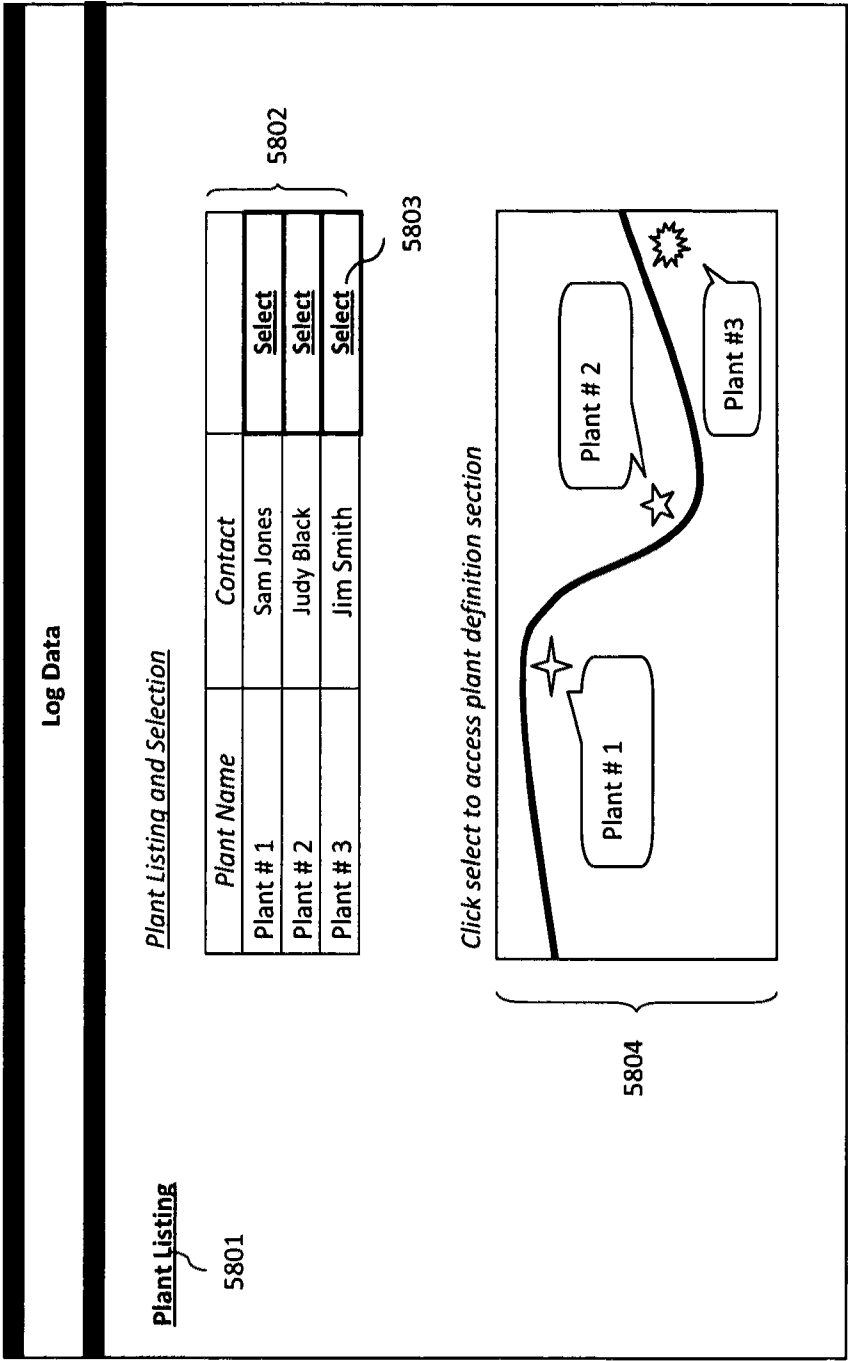 Log Data
Plant Listing
5801
Plant Listing and Selection
Plant Name Contact
Plant # 1 Sam Jones Select
Plant # 2 Judy Black Select
Plant # 3 Jim Smith Select
5802
5803
Click select to access plant definition section
Plant # 1
Plant # 2
Plant #3
5804